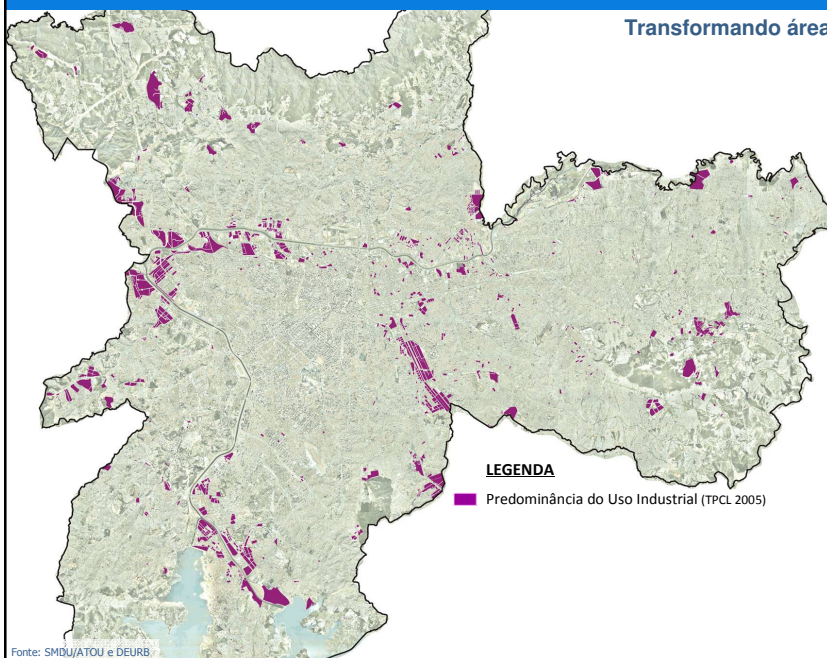 Transformando área
LEGENDA
Predominância do Uso Industrial (TPCL 2005)
Fonte: SMDU/ATOU e DEURB